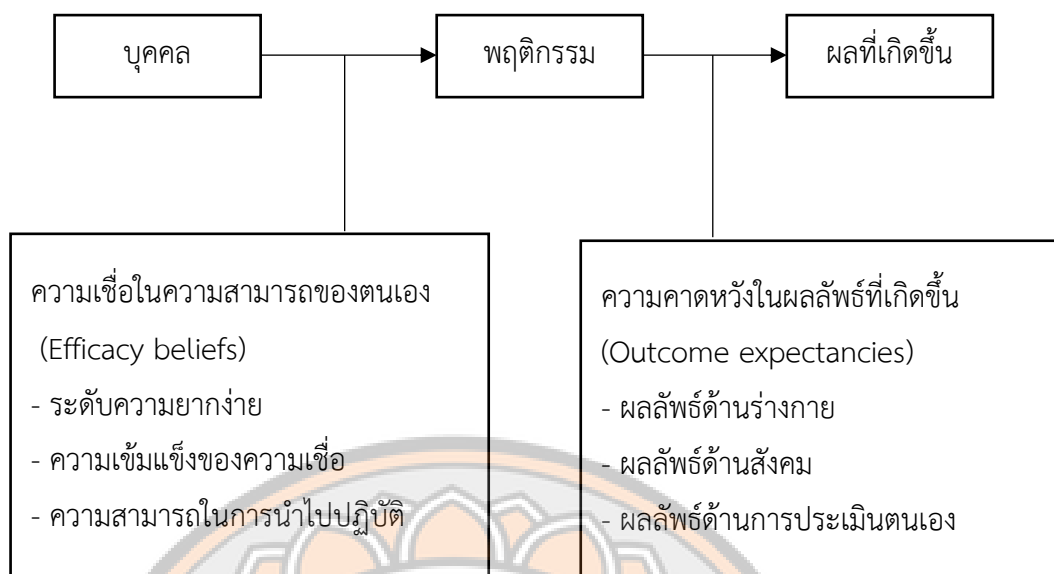 บุคคล
พฤติกรรม
ผลที่เกิดขึ้น
ความเชื่อในความสามารถของตนเอง
(Efficacy beliefs)
- ระดับความยากง่าย
- ความเข้มแข็งของความเชื่อ
- ความสามารถในการนำไปปฏิบัติ
ความคาดหวังในผลลัพธ์ที่เกิดขึ้น
(Outcome expectancies)
- ผลลัพธ์ด้านร่างกาย
- ผลลัพธ์ด้านสังคม
- ผลลัพธ์ด้านการประเมินตนเอง